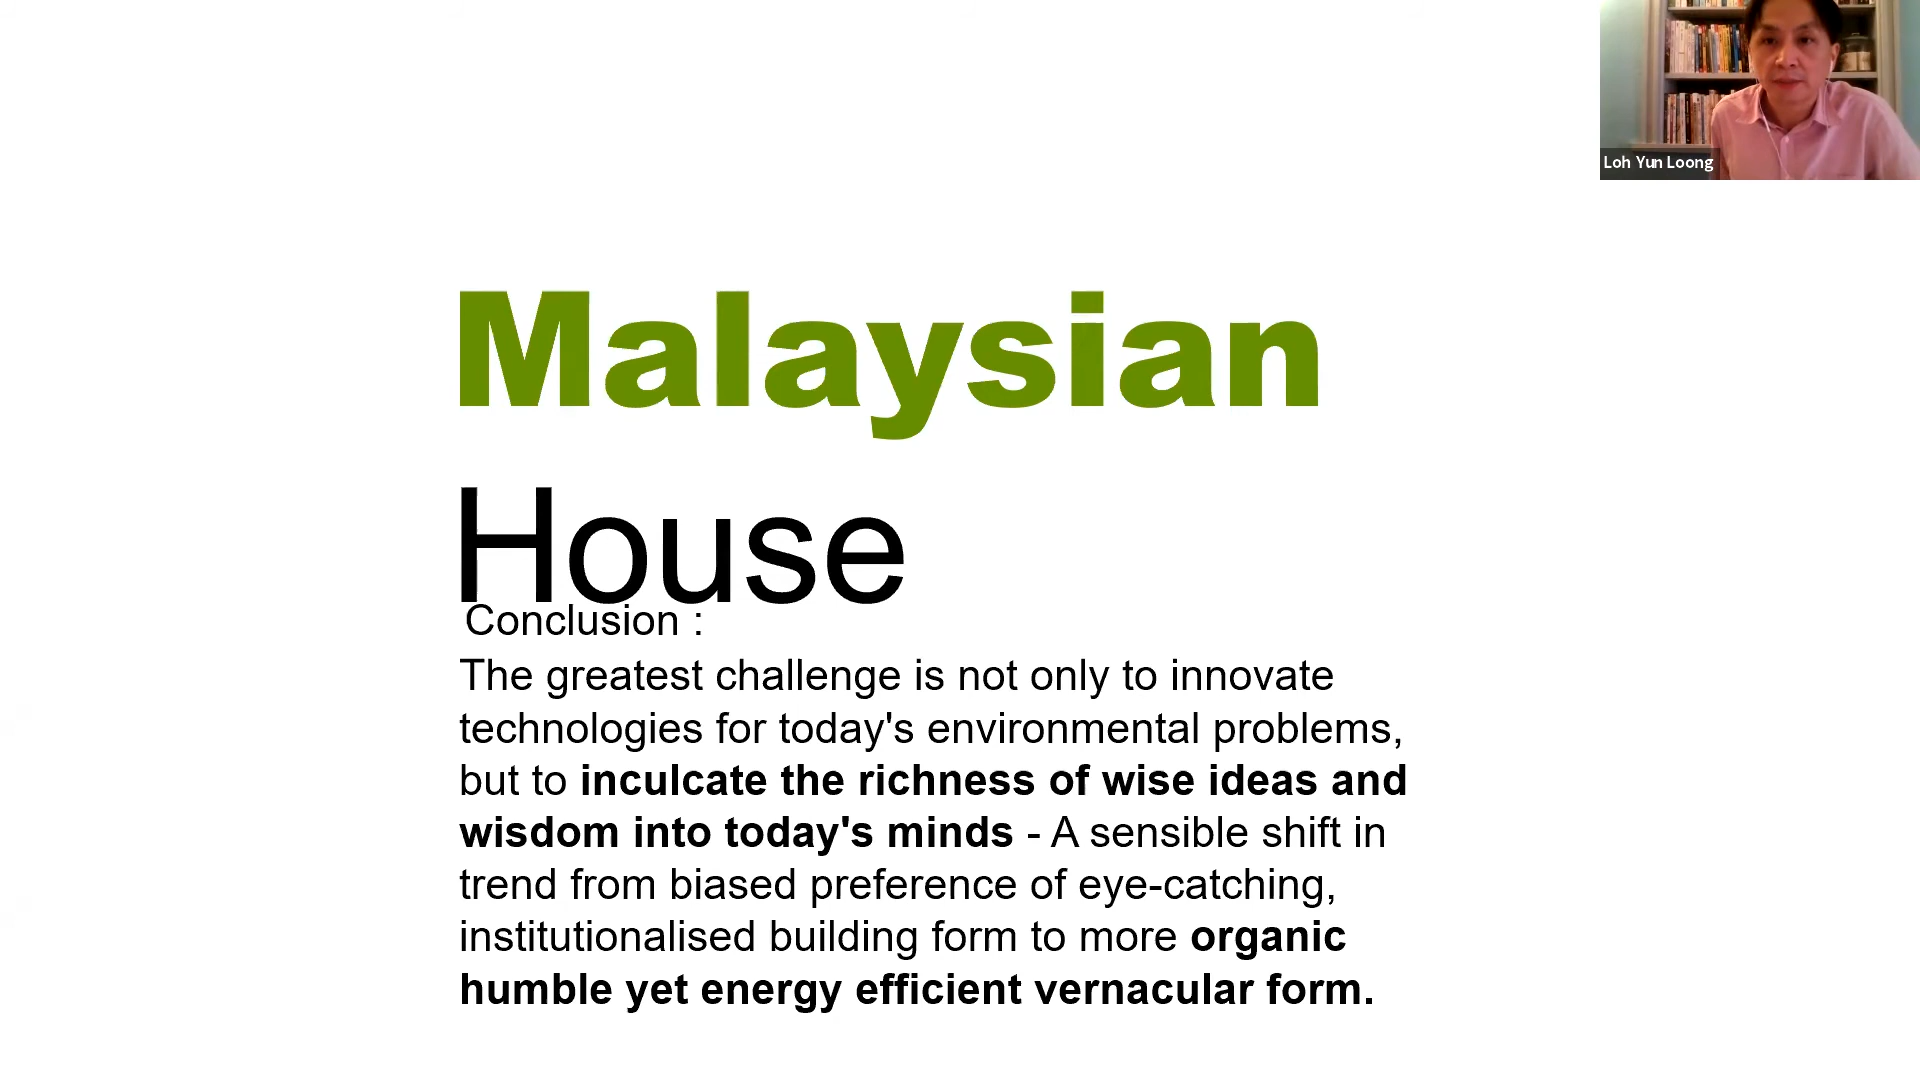 Loh Yun Loong
Malaysian
House
Conclusion :
The greatest challenge is not only to innovate
technologies for today's environmental problems,
but to inculcate the richness of wise ideas and
wisdom into today's minds - A sensible shift in
trend from biased preference of eye-catching,
institutionalised building form to more organic
humble yet energy efficient vernacular form.